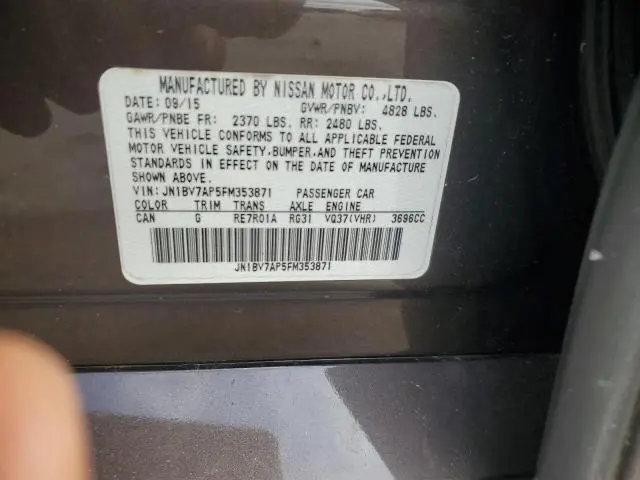 MANUFACTURED BY NISSAN MOTOR CO.,LTD.
DATE: 09/15 GVWR/PNBV: 4828 LBS.
GAWR/PNBE FR: 2370 LBS. RR: 2480 LBS.
THIS VEHICLE CONFORMS TO ALL APPLICABLE FEDERAL
MOTOR VEHICLE SAFETY, BUMPER, AND THEFT PREVENTION
STANDARDS IN EFFECT ON THE DATE OF MANUFACTURE
SHOWN ABOVE.
VIN: JN1BV7AP5FM353871 PASSENGER CAR
COLOR TRIM TRANS AXLE ENGINE
CAN G RE7R01A RG31 VQ37(VHR) 3696CC
JN1BV7AP5FM353871